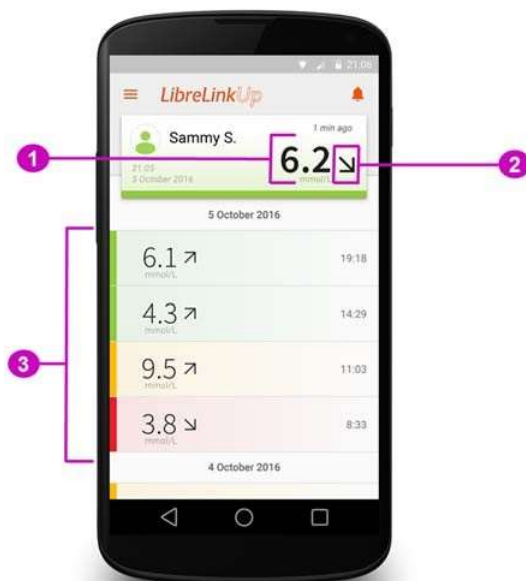 21:06
LibreLinkUp
1 min ago
Sammy S.
1
6.2 ↘
2
21:05
5 October 2016
mmol/L
5 October 2016
6.1 ↗
19:18
mmol/L
4.3 ↗
14:29
mmol/L
3
9.5 ↗
11:03
mmol/L
3.8 ↘
8:33
mmol/L
4 October 2016